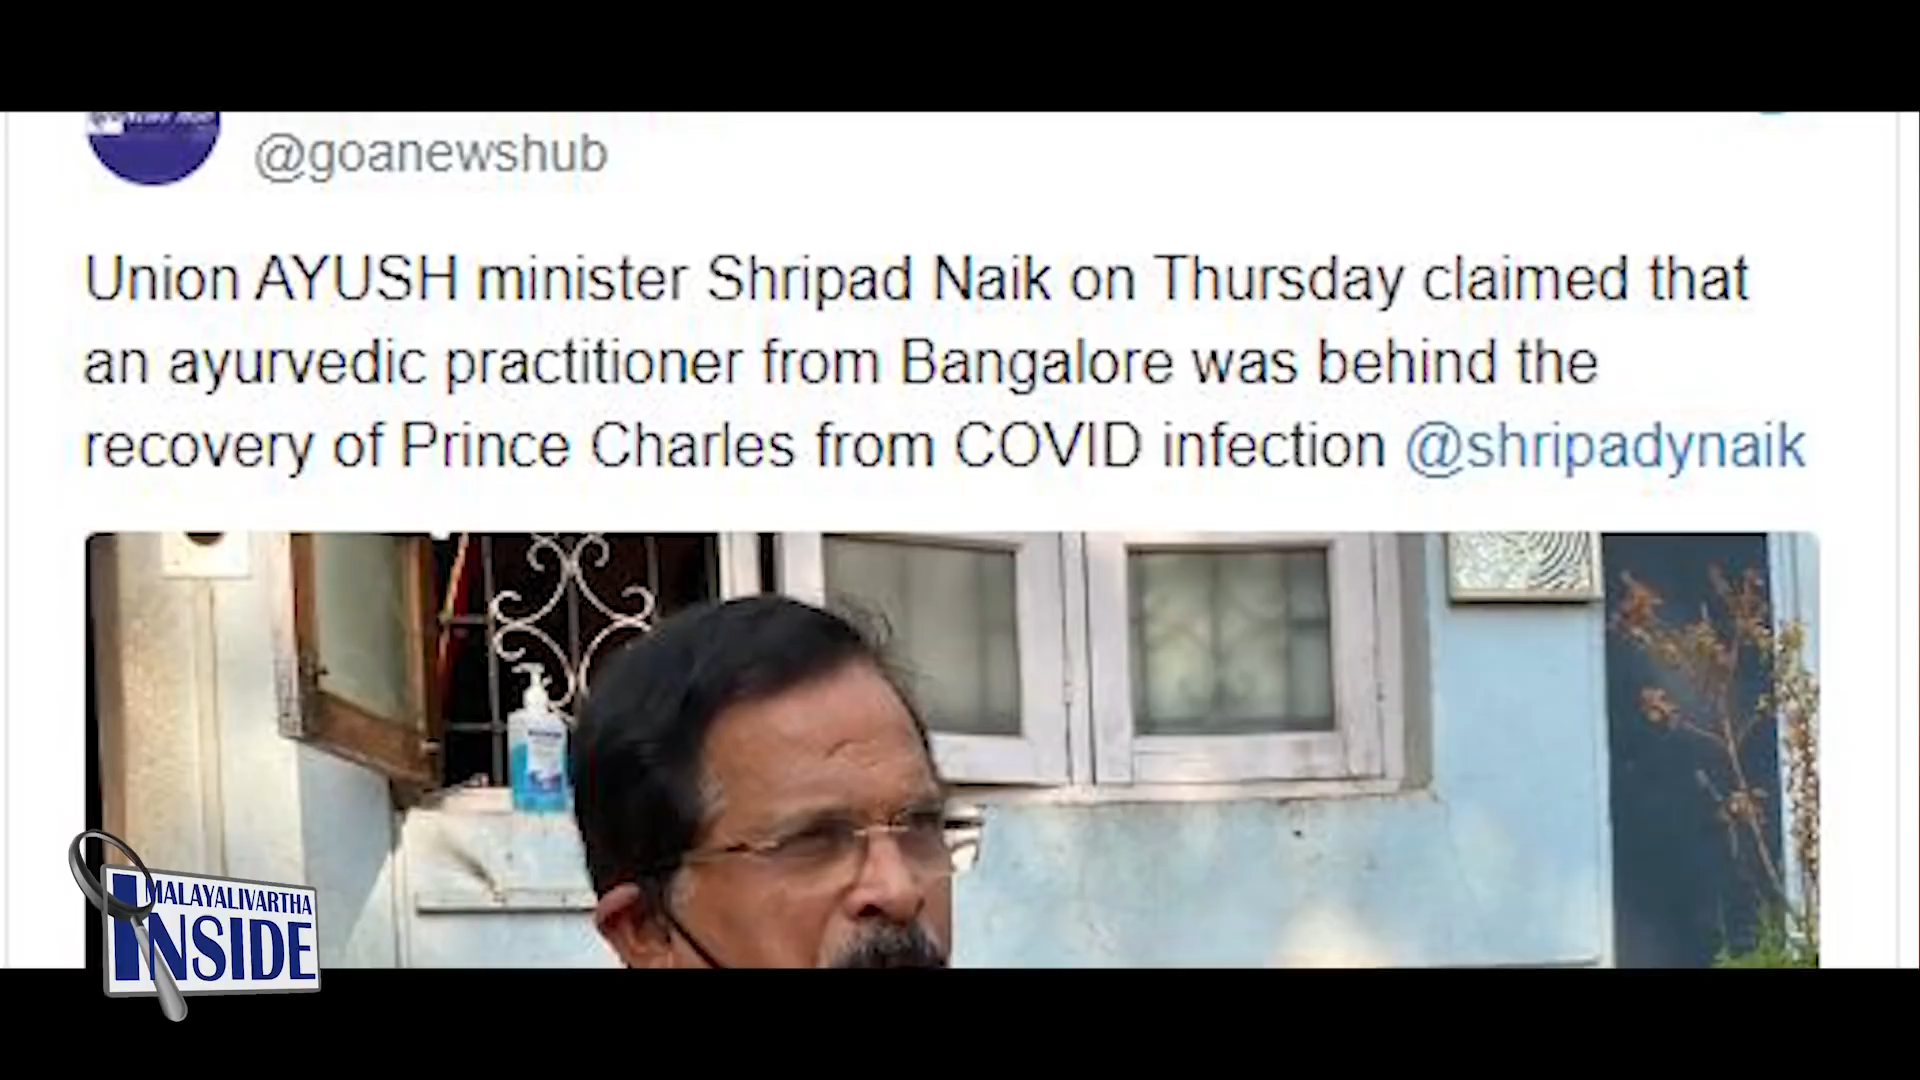 @goanewshub
Union AYUSH minister Shripad Naik on Thursday claimed that
an ayurvedic practitioner from Bangalore was behind the
recovery of Prince Charles from COVID infection @shripadynaik
MALAYALIVARTHA
INSIDE